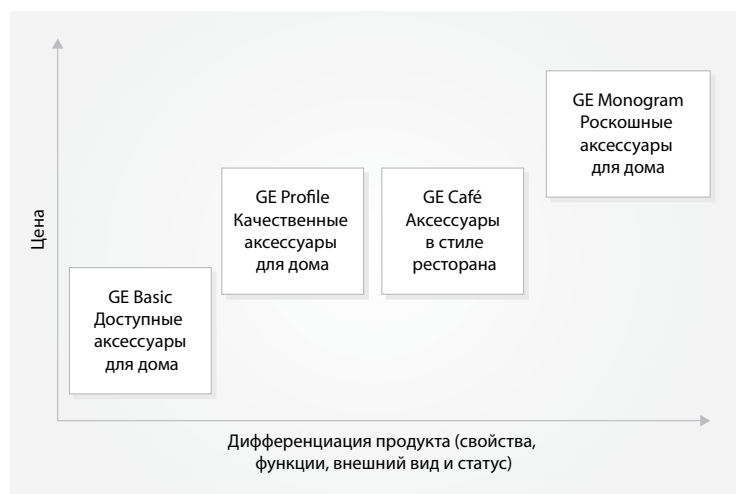 GE Monogram
Роскошные
аксессуары
для дома
GE Profile
Качественные
аксессуары
для дома
GE Café
Аксессуары
в стиле
ресторана
GE Basic
Доступные
аксессуары
для дома
Цена
Дифференциация продукта (свойства,
функции, внешний вид и статус)